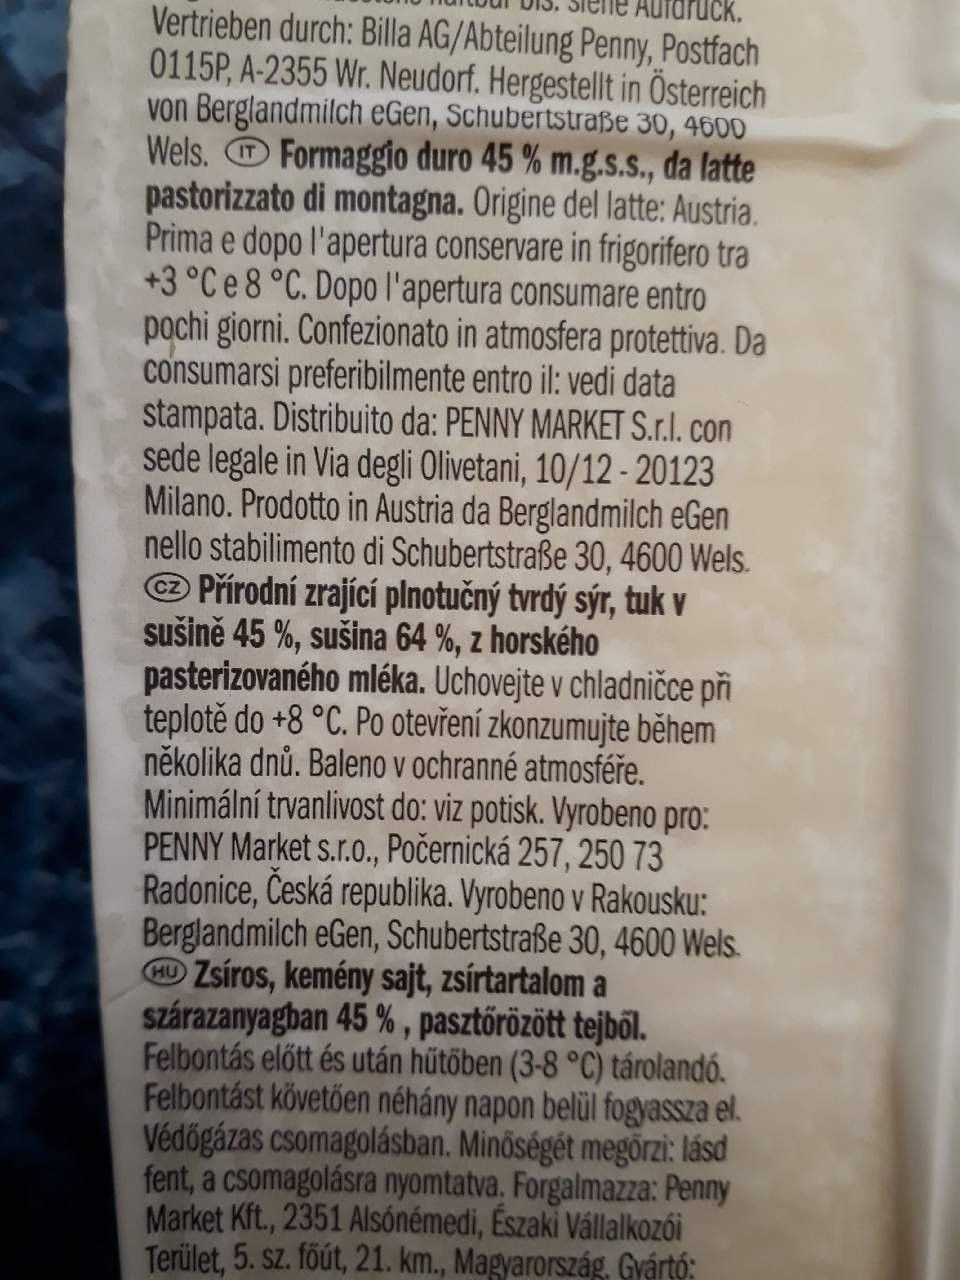 haltbar bis: siehe Aufdruck.
Vertrieben durch: Billa AG/Abteilung Penny, Postfach
0115P, A-2355 Wr. Neudorf. Hergestellt in Österreich
von Berglandmilch eGen, Schubertstraße 30, 4600
Wels. IT Formaggio duro 45 % m.g.s.s., da latte
pastorizzato di montagna. Origine del latte: Austria.
Prima e dopo l'apertura conservare in frigorifero tra
+3 °C e 8 °C. Dopo l'apertura consumare entro
pochi giorni. Confezionato in atmosfera protettiva. Da
consumarsi preferibilmente entro il: vedi data
stampata. Distribuito da: PENNY MARKET S.r.l. con
sede legale in Via degli Olivetani, 10/12 - 20123
Milano. Prodotto in Austria da Berglandmilch eGen
nello stabilimento di Schubertstraße 30, 4600 Wels.
CZ Přírodní zrající plnotučný tvrdý sýr, tuk v
sušině 45 %, sušina 64 %, z horského
pasterizovaného mléka. Uchovejte v chladničce při
teplotě do +8 °C. Po otevření zkonzumujte během
několika dnů. Baleno v ochranné atmosféře.
Minimální trvanlivost do: viz potisk. Vyrobeno pro:
PENNY Market s.r.o., Počernická 257, 250 73
Radonice, Česká republika. Vyrobeno v Rakousku:
Berglandmilch eGen, Schubertstraße 30, 4600 Wels.
HU Zsíros, kemény sajt, zsírtartalom a
szárazanyagban 45 % , pasztőrözött tejből.
Felbontás előtt és után hűtőben (3-8 °C) tárolandó.
Felbontást követően néhány napon belül fogyassza el.
Védőgázas csomagolásban. Minőségét megőrzi: lásd
fent, a csomagolásra nyomtatva. Forgalmazza: Penny
Market Kft., 2351 Alsónémedi, Északi Vállalkozói
Terület, 5. sz. főút, 21. km., Magyarország. Gyártó: